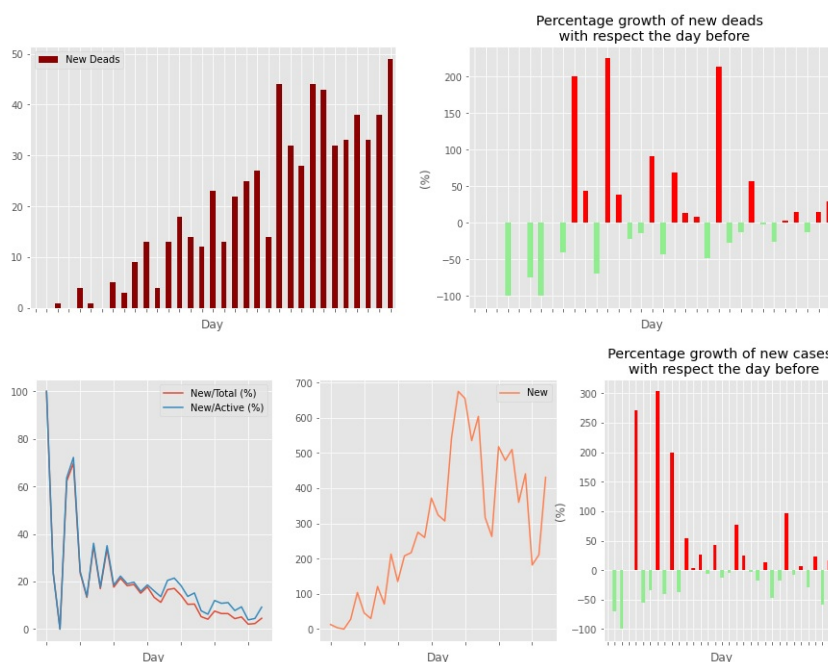 Percentage growth of new deads
with respect the day before
New Deads
50
40
30
20
10
0
Day
(%)
200
150
100
50
0
−50
−100
Day
Percentage growth of new cases
with respect the day before
New/Total (%)
New/Active (%)
100
80
60
40
20
0
Day
New
700
600
500
400
300
200
100
0
Day
(%)
300
250
200
150
100
50
0
−50
−100
Day